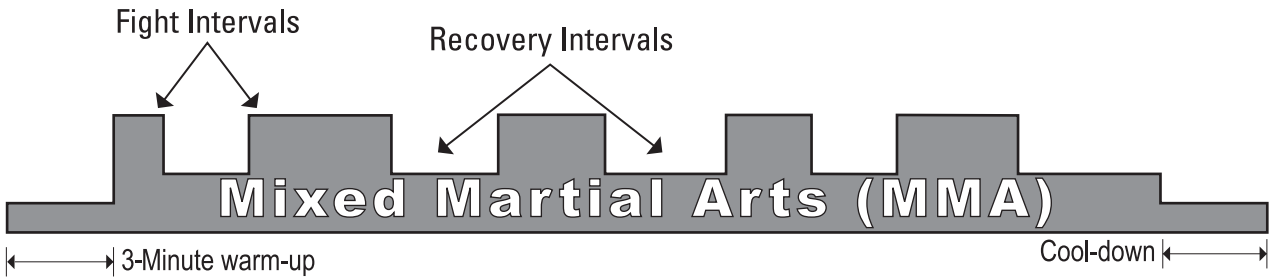 Fight Intervals
Recovery Intervals
Mixed Martial Arts (MMA)
3-Minute warm-up
Cool-down